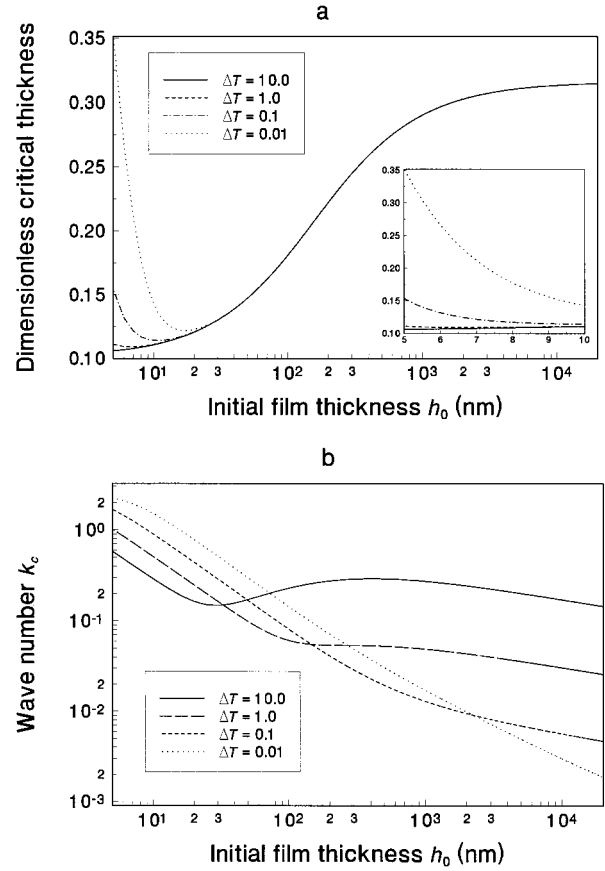 a
Dimensionless critical thickness
0.35
0.30
0.25
0.20
0.15
0.10
ΔT = 10.0
ΔT = 1.0
ΔT = 0.1
ΔT = 0.01
0.35
0.30
0.25
0.20
0.15
0.10
5 6 7 8 9 10
10¹ 2 3 10² 2 3 10³ 2 3 10⁴
Initial film thickness h₀ (nm)
b
Wave number k_c
2
10⁰
2
10⁻¹
2
10⁻²
2
10⁻³
ΔT = 10.0
ΔT = 1.0
ΔT = 0.1
ΔT = 0.01
10¹ 2 3 10² 2 3 10³ 2 3 10⁴
Initial film thickness h₀ (nm)